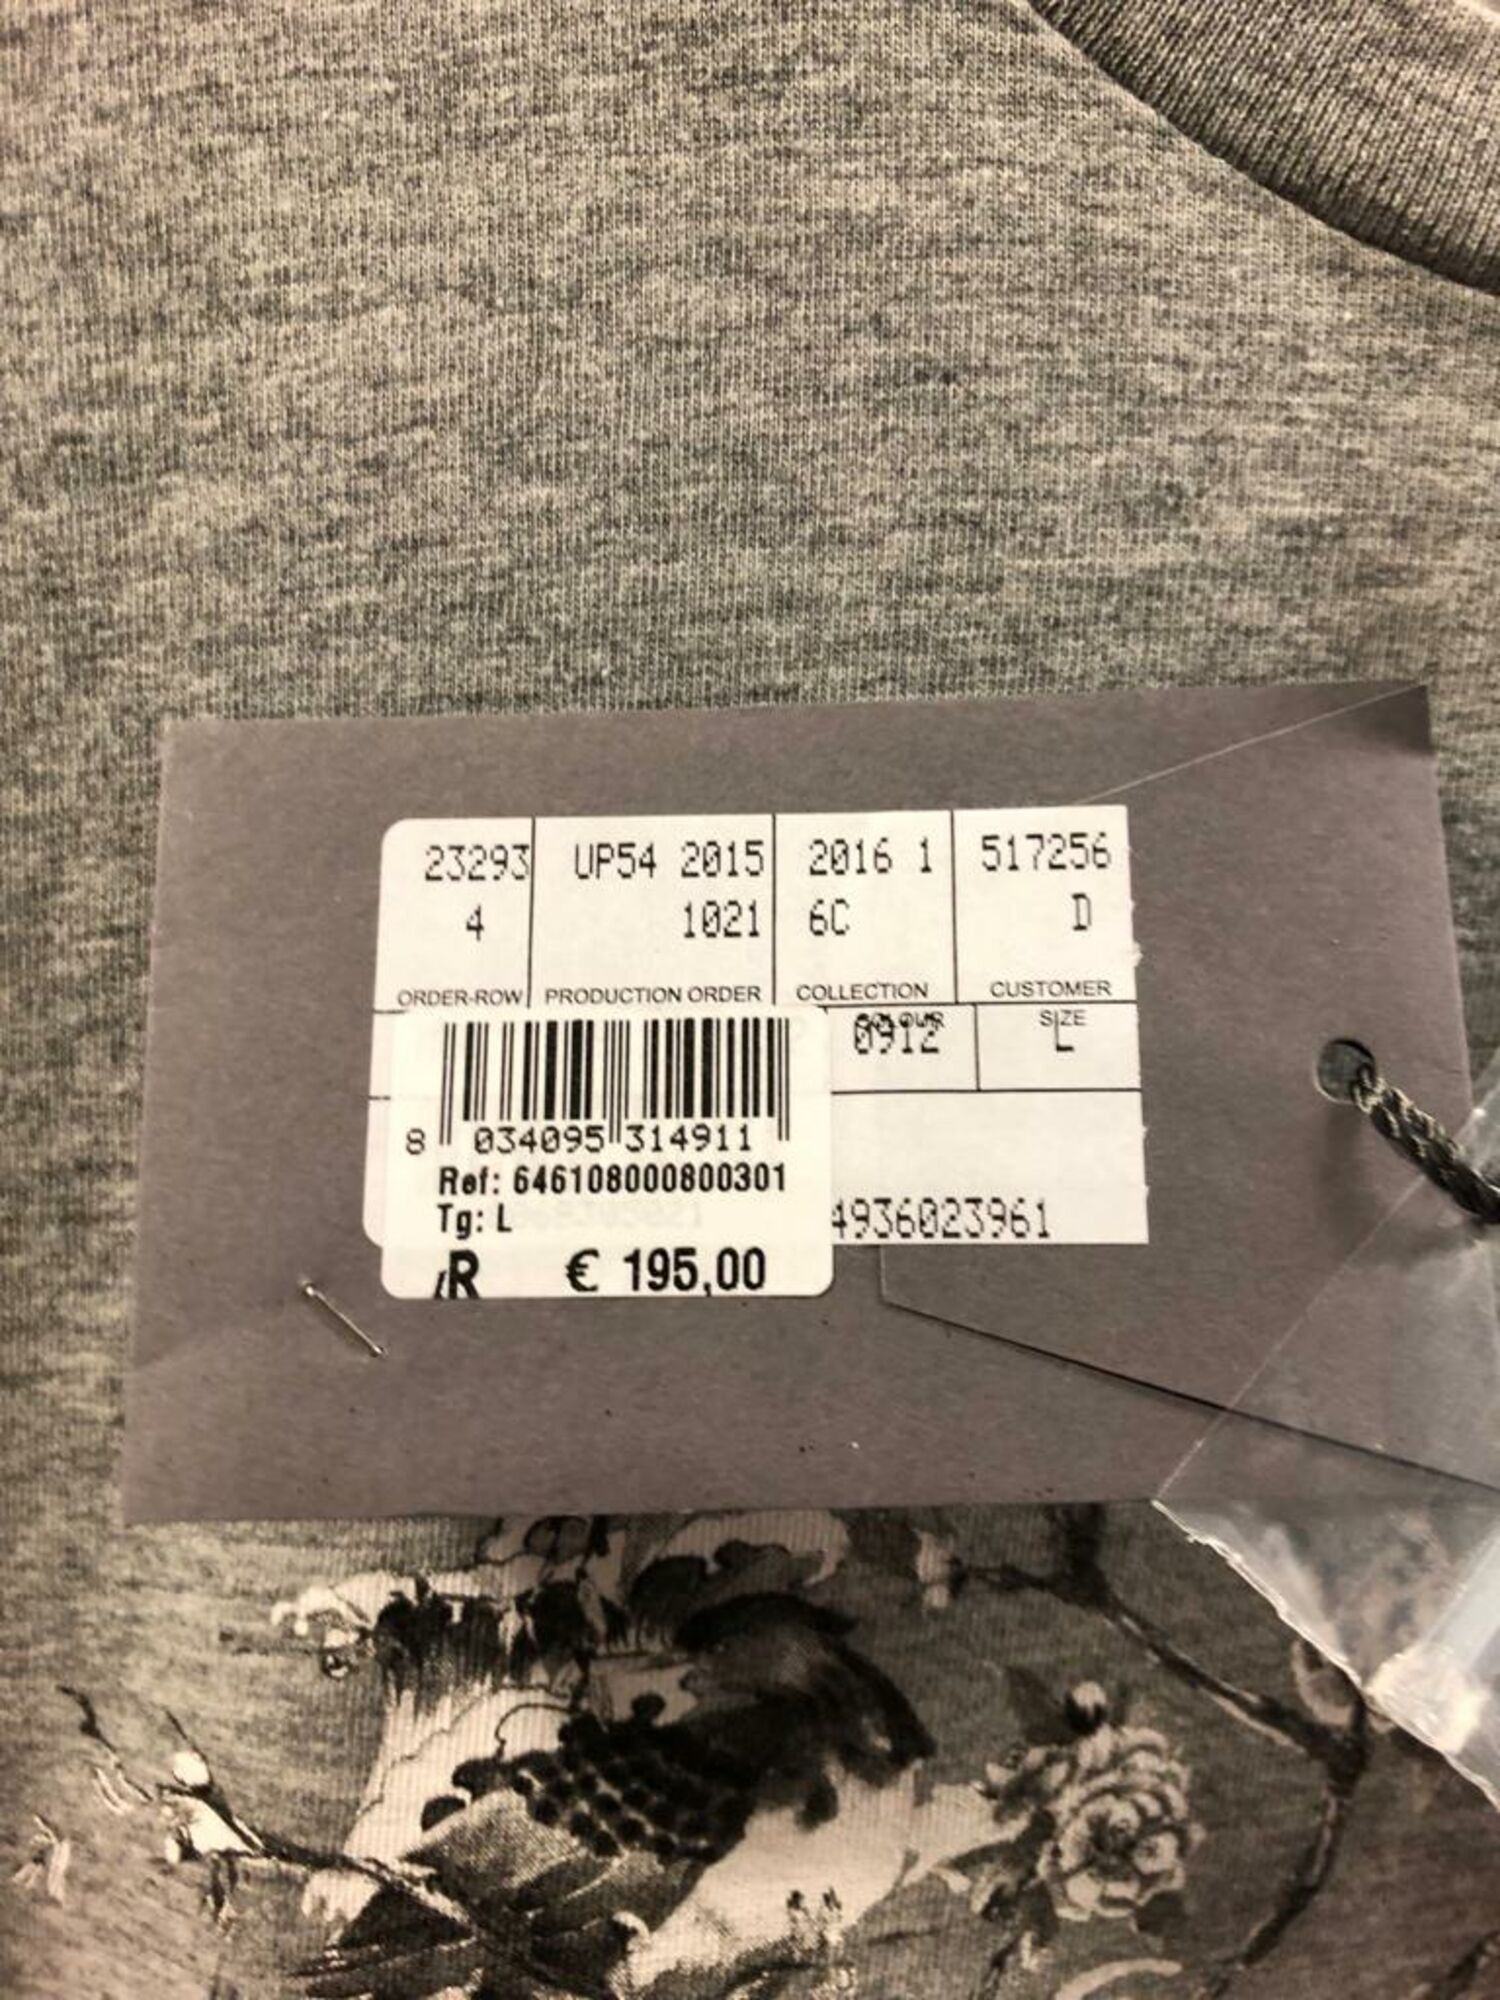 23293 UP54 2015 2016 1 517256
4 1021 6C D
ORDER-ROW PRODUCTION ORDER COLLECTION CUSTOMER
COLOUR SIZE
0912 L
8 034095 314911
Ref: 646108000800301
Tg: L
4936023961
R € 195,00